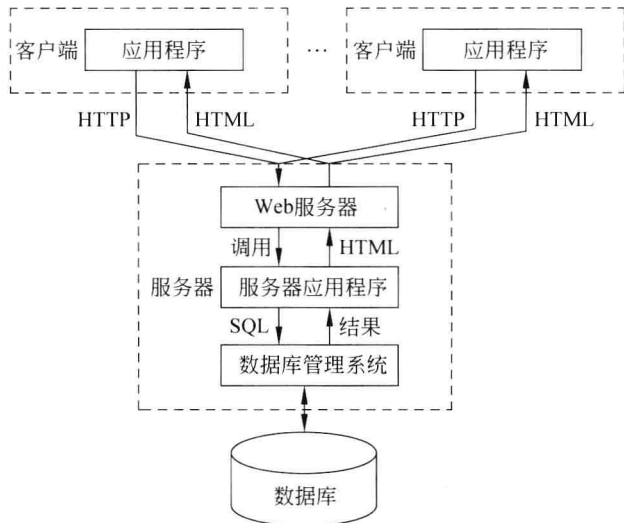 客户端 应用程序 … 客户端 应用程序
HTTP HTML HTTP HTML
Web服务器
调用 HTML
服务器 服务器应用程序
SQL 结果
数据库管理系统
数据库